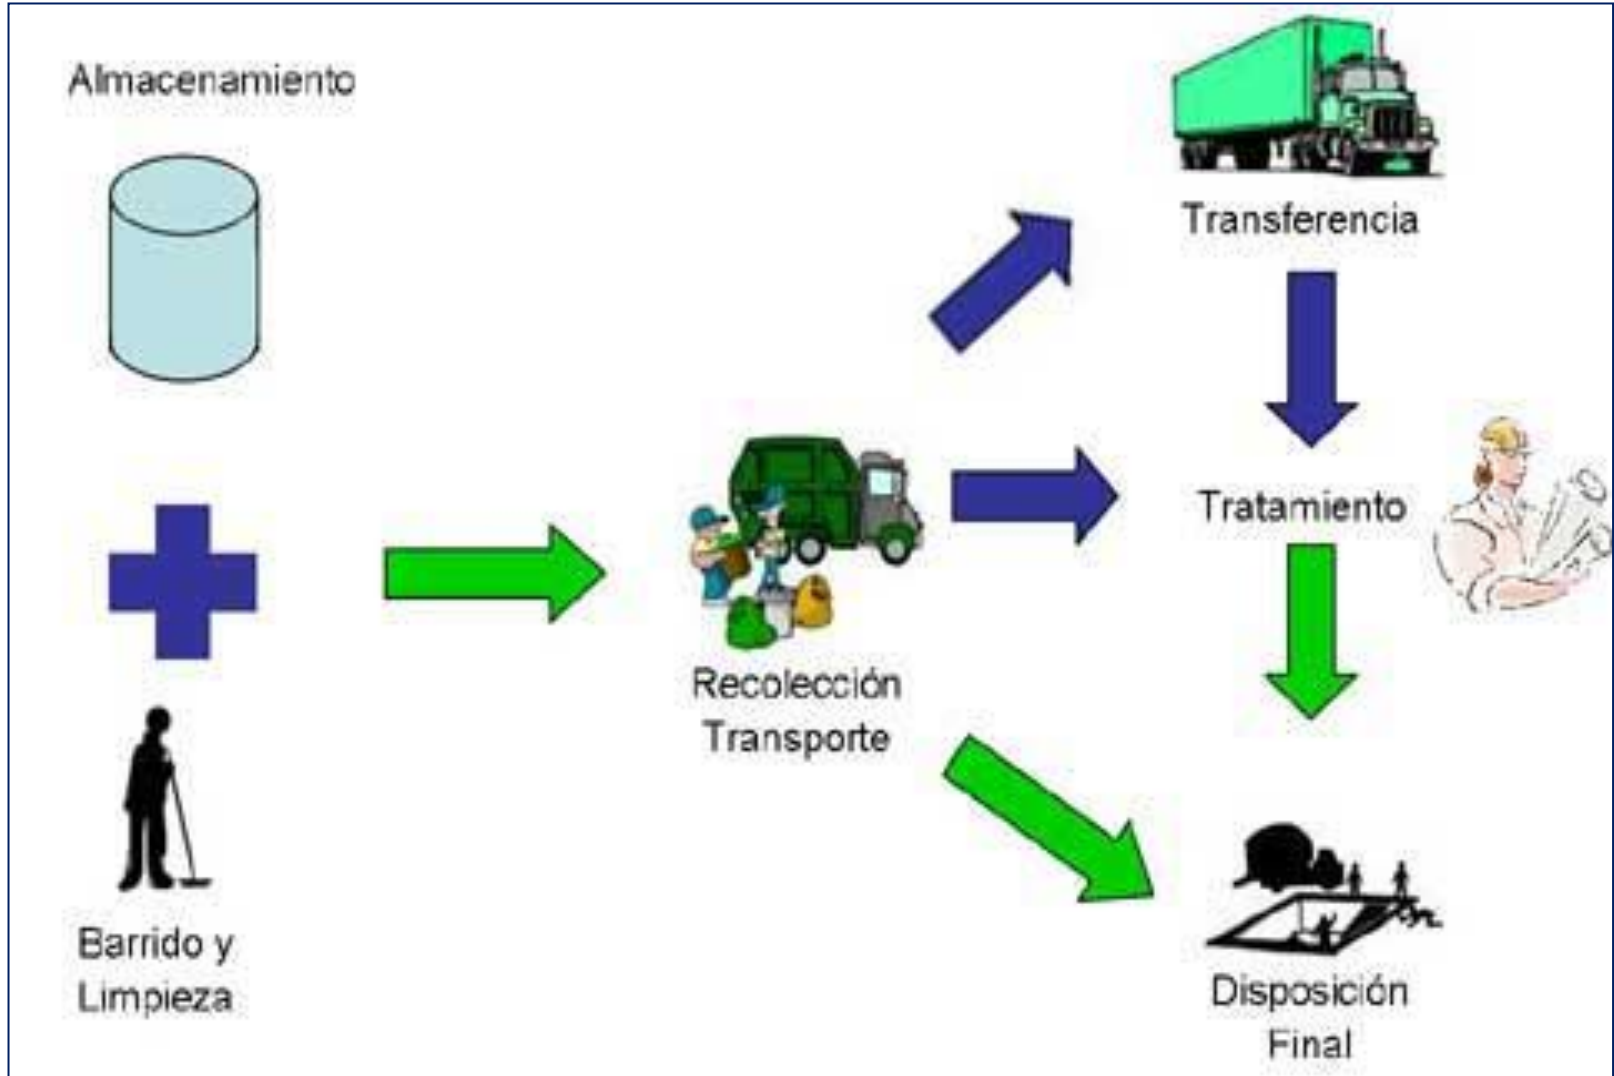 Almacenamiento
Barrido y
Limpieza
Recolección
Transporte
Transferencia
Tratamiento
Disposición
Final